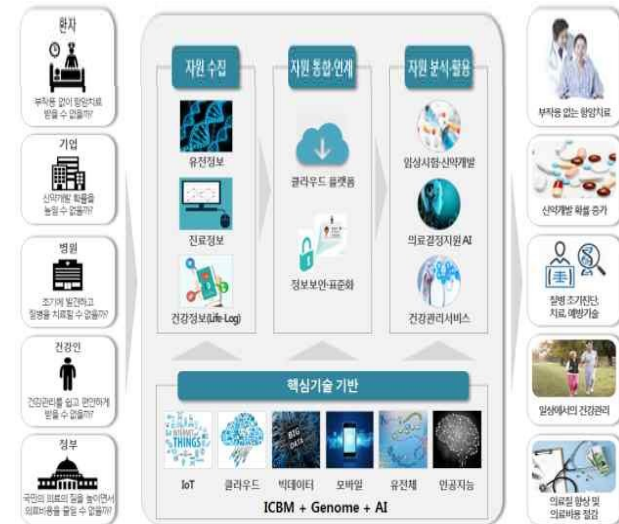 환자
부작용 없이 항암치료
받을 수 없을까?
기업
신약개발 확률을
높일 수 없을까?
병원
조기에 발견하고
질병을 치료할 수 없을까?
건강인
건강관리를 쉽고 편안하게
받을 수 없을까?
정부
국민의 의료의 질을 높이면서
의료비용을 줄일 수 없을까?
자원 수집
유전정보
진료정보
건강정보(Life-Log)
자원 통합·연계
클라우드 플랫폼
정보보안·표준화
자원 분석·활용
임상시험·신약개발
의료결정지원 AI
건강관리서비스
핵심기술 기반
INTERNET
THINGS
BIG
DATA
IoT
클라우드
빅데이터
모바일
유전체
인공지능
ICBM + Genome + AI
부작용 없는 항암치료
신약개발 확률 증가
질병 조기진단,
치료, 예방기술
일상에서의 건강관리
의료질 향상 및
의료비용 절감